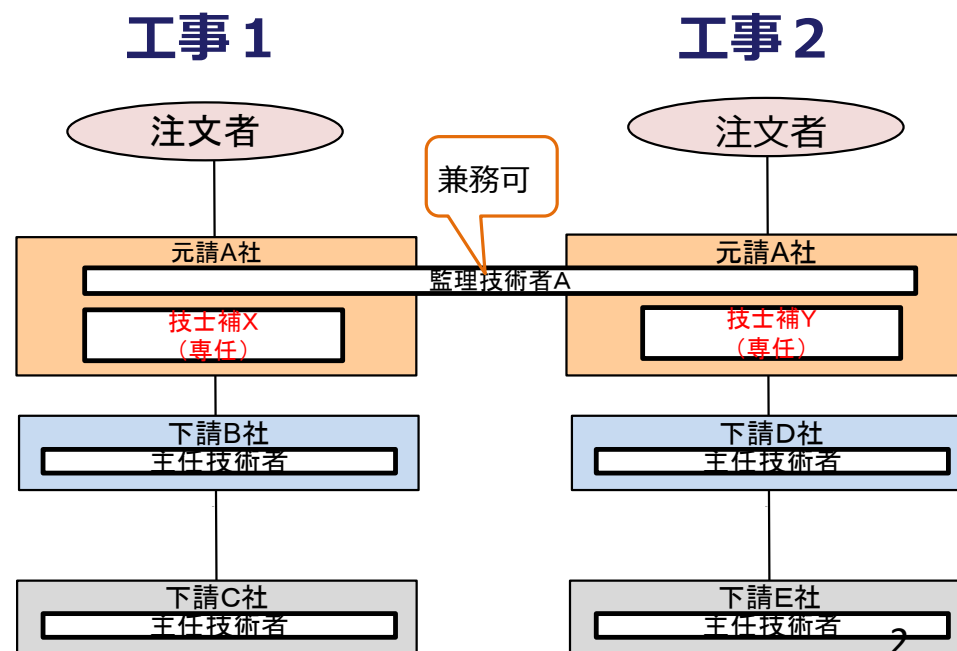 工事1
工事2
注文者
注文者
兼務可
元請A社
元請A社
監理技術者A
技士補X
（専任）
技士補Y
（専任）
下請B社
主任技術者
下請D社
主任技術者
下請C社
主任技術者
下請E社
主任技術者
2